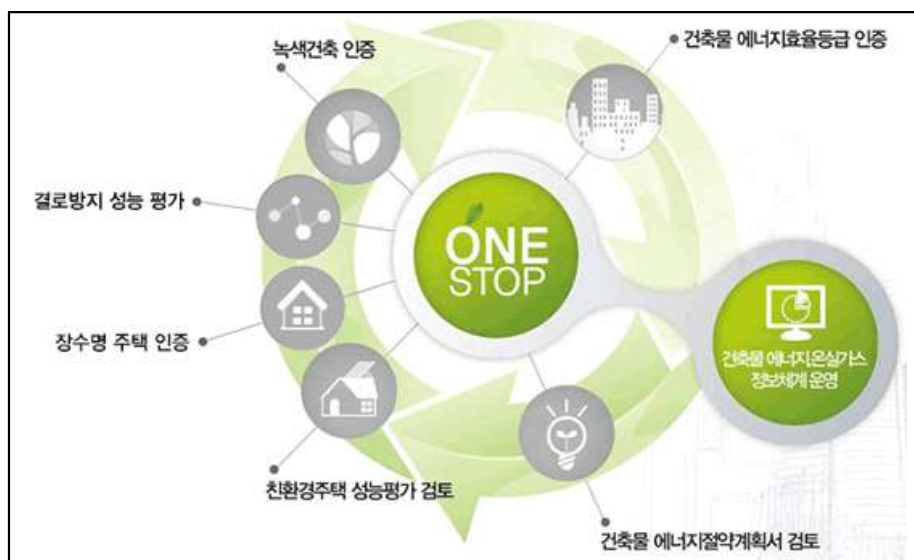 녹색건축 인증
건축물 에너지효율등급 인증
결로방지 성능 평가
ONE
STOP
장수명 주택 인증
건축물 에너지,온실가스
정보체계 운영
친환경주택 성능평가 검토
건축물 에너지절약계획서 검토